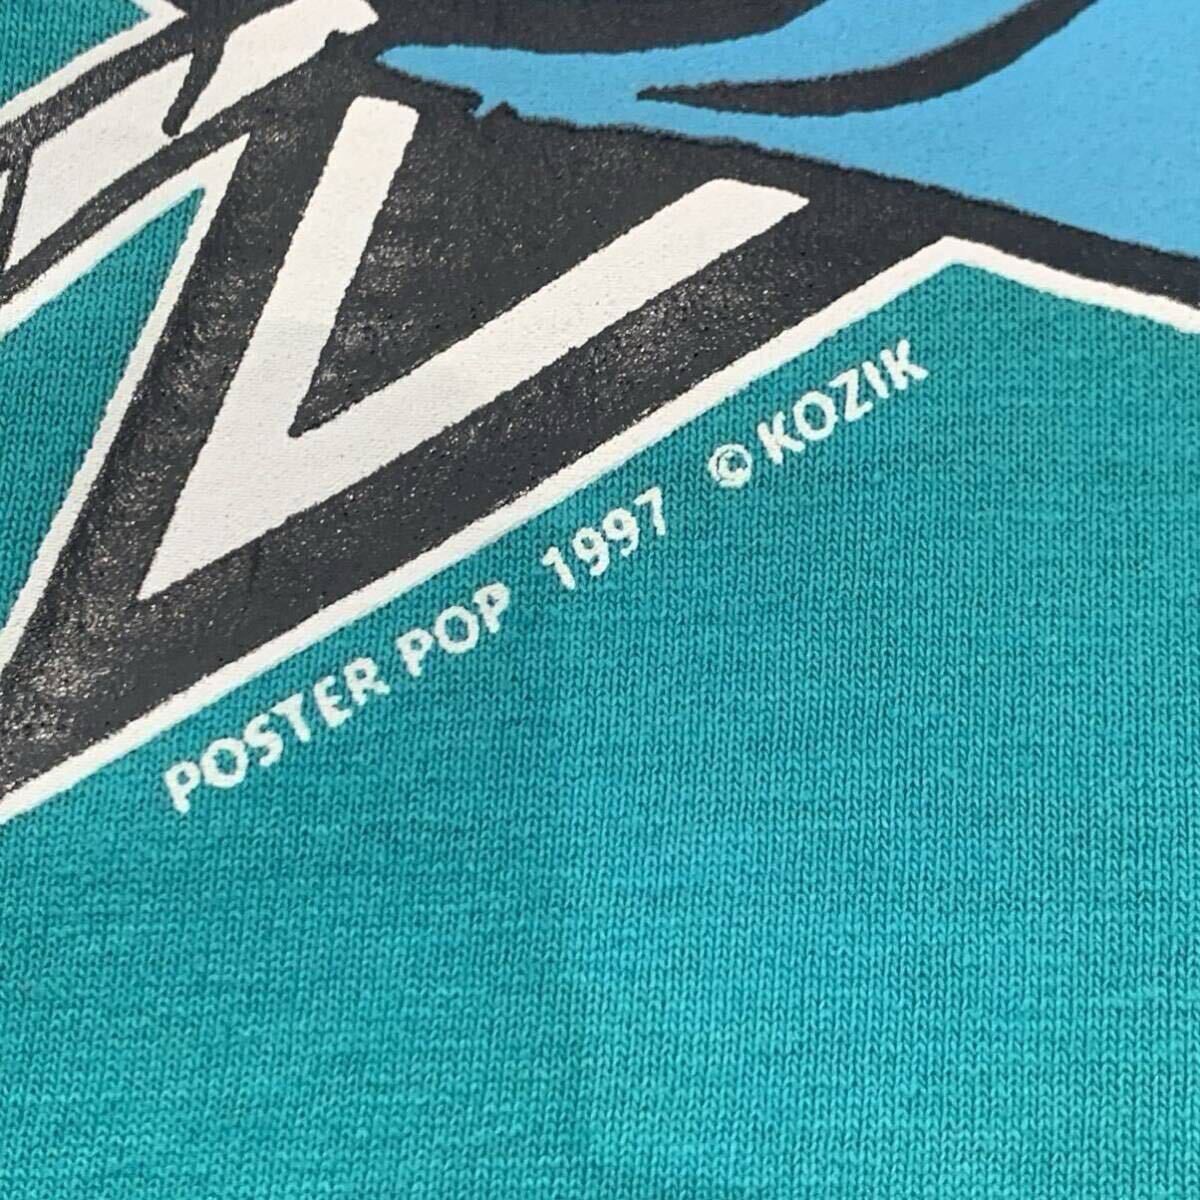 POSTER POP 1997 © KOZIK